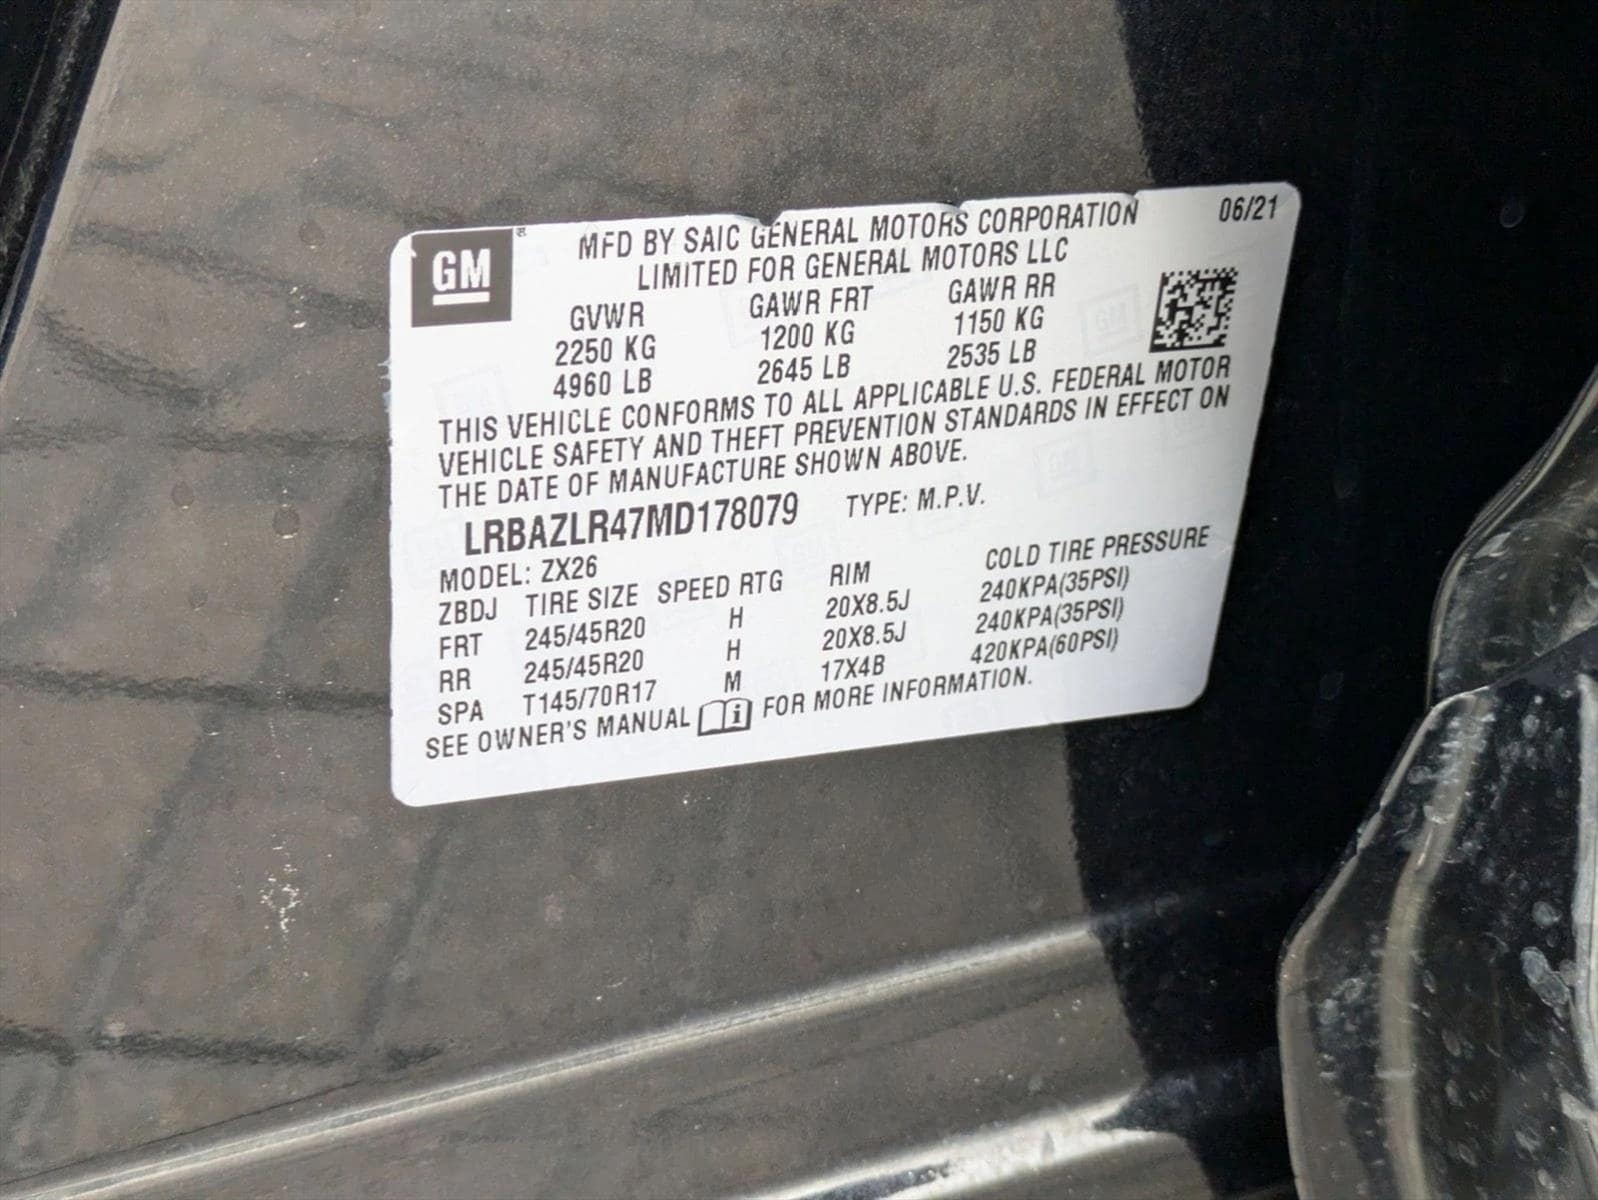 GM ®
MFD BY SAIC GENERAL MOTORS CORPORATION 06/21
LIMITED FOR GENERAL MOTORS LLC
GVWR GAWR FRT GAWR RR
2250 KG 1200 KG 1150 KG
4960 LB 2645 LB 2535 LB
THIS VEHICLE CONFORMS TO ALL APPLICABLE U.S. FEDERAL MOTOR
VEHICLE SAFETY AND THEFT PREVENTION STANDARDS IN EFFECT ON
THE DATE OF MANUFACTURE SHOWN ABOVE.
LRBAZLR47MD178079 TYPE: M.P.V.
MODEL: ZX26
ZBDJ TIRE SIZE SPEED RTG RIM COLD TIRE PRESSURE
FRT 245/45R20 H 20X8.5J 240KPA(35PSI)
RR 245/45R20 H 20X8.5J 240KPA(35PSI)
SPA T145/70R17 M 17X4B 420KPA(60PSI)
SEE OWNER'S MANUAL i FOR MORE INFORMATION.